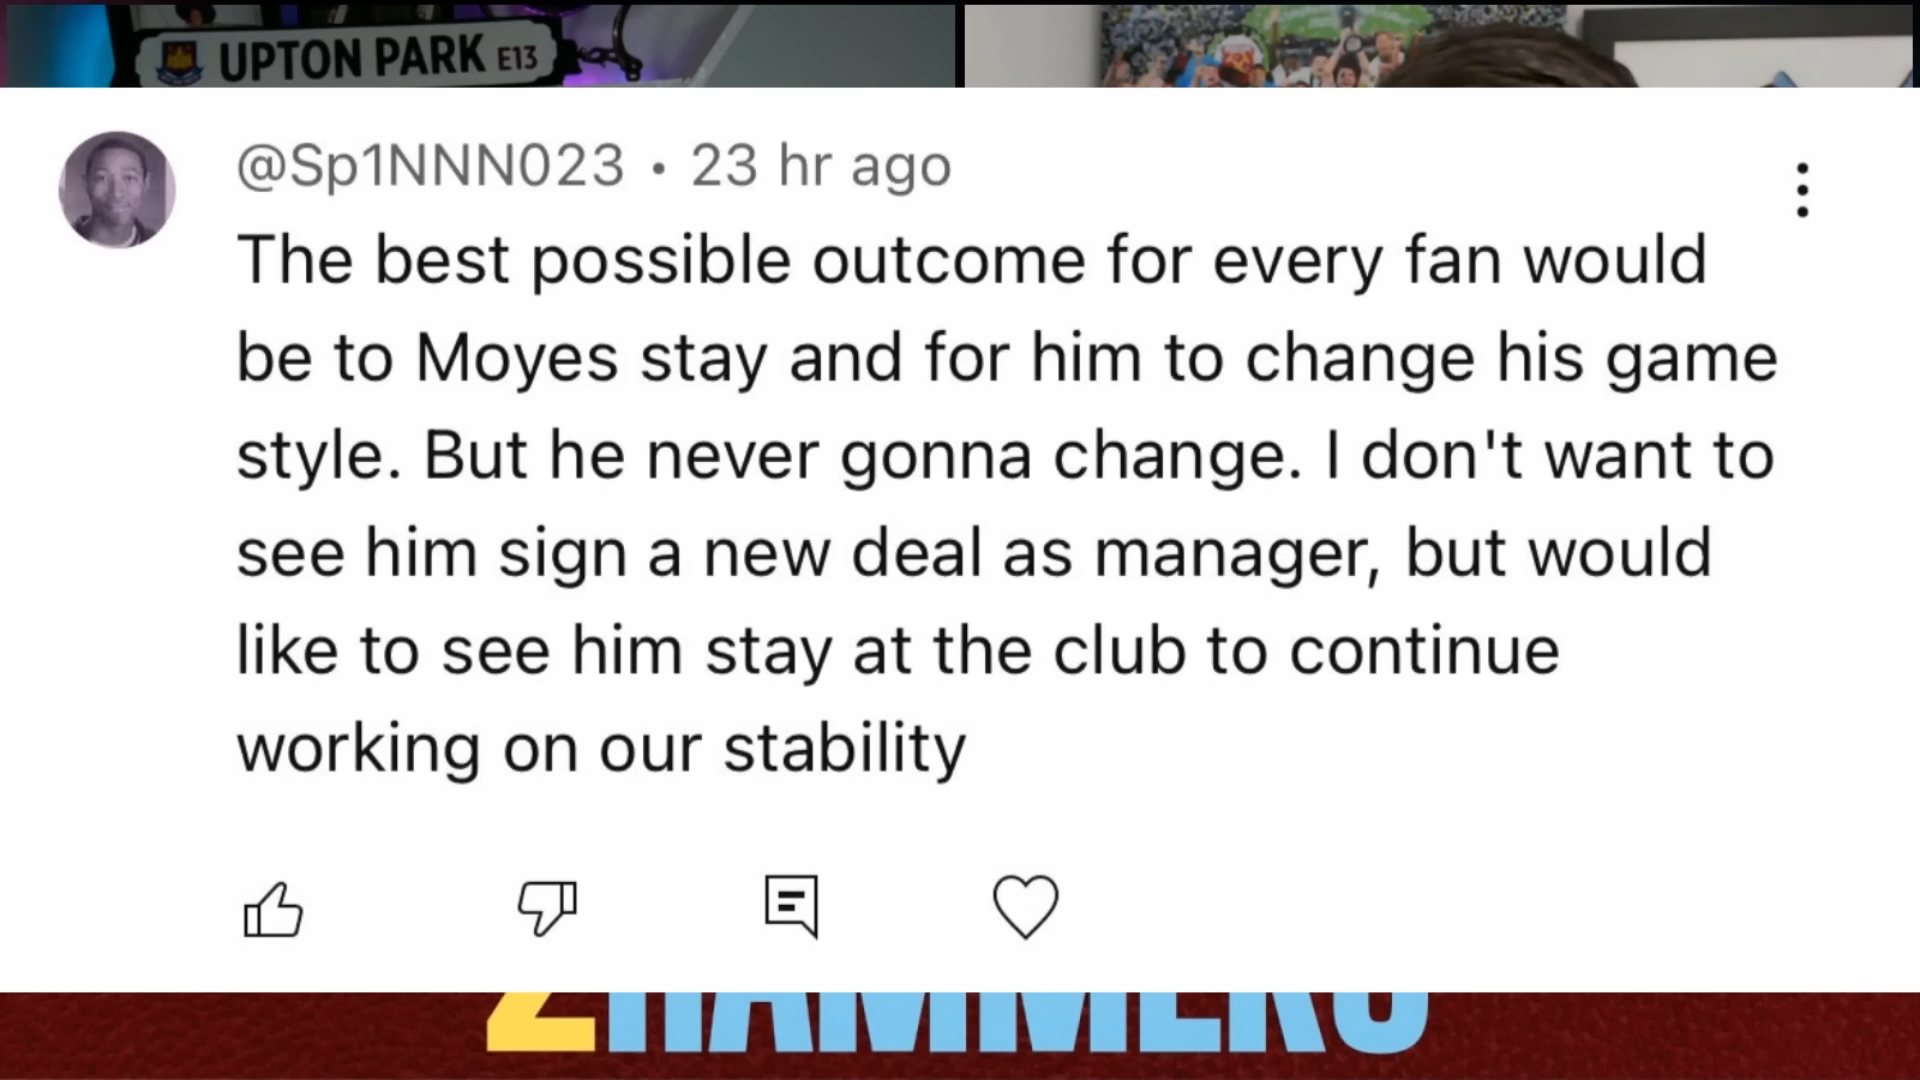 UPTON PARK E13
@Sp1NNN023 • 23 hr ago
The best possible outcome for every fan would
be to Moyes stay and for him to change his game
style. But he never gonna change. I don't want to
see him sign a new deal as manager, but would
like to see him stay at the club to continue
working on our stability
2HAMMERS